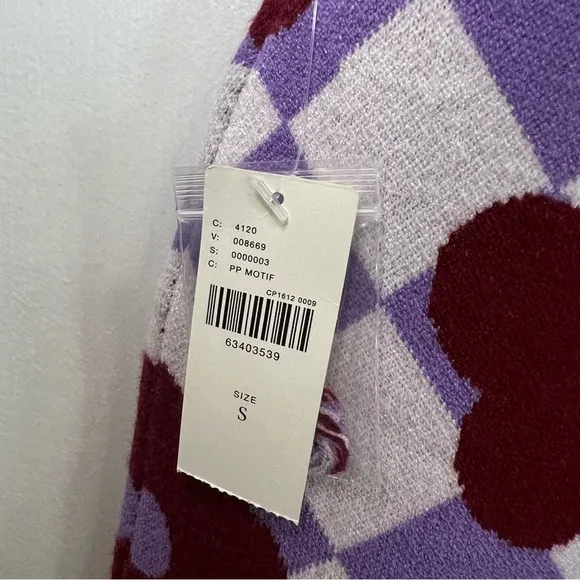 C: 4120
V: 008669
S: 0000003
C: PP MOTIF
CP1612 0009
63403539
SIZE
S